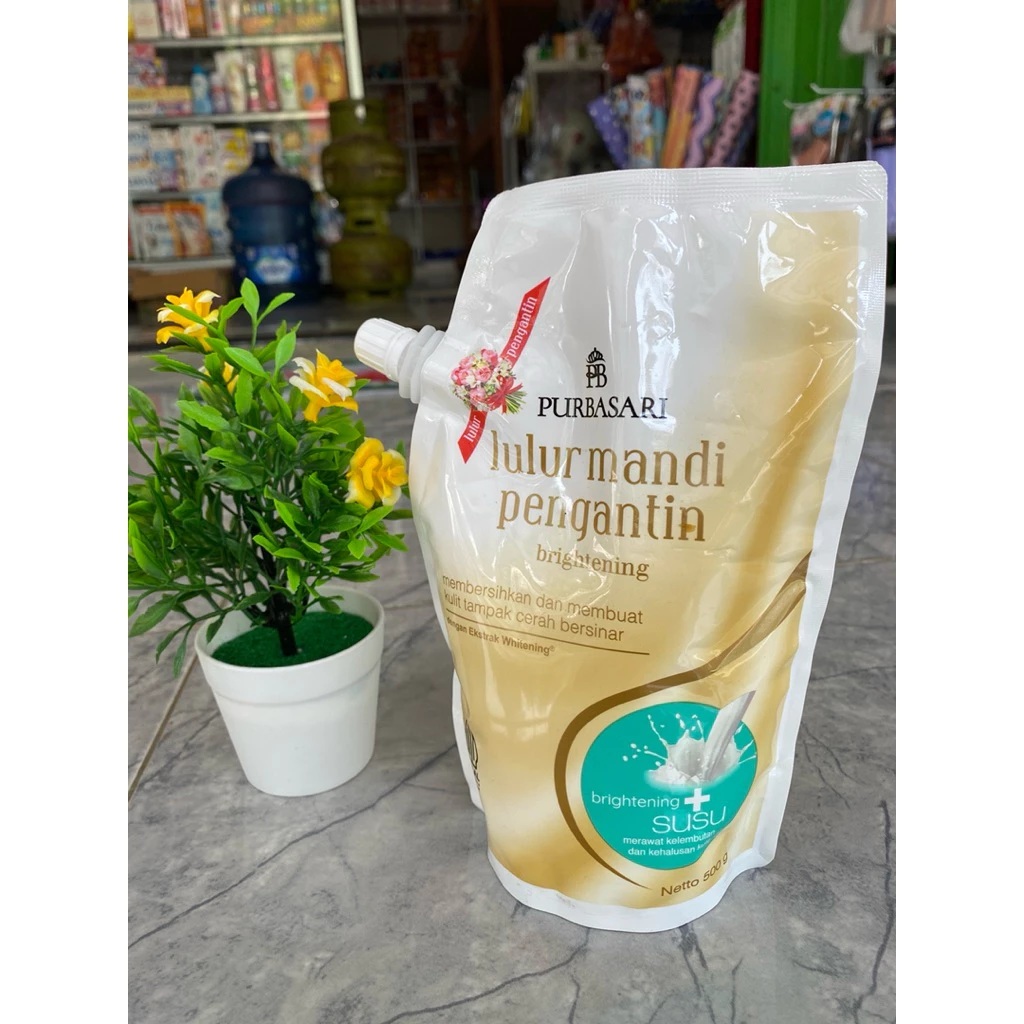 lulur pengantin
PB
PURBASARI
lulur mandi
pengantin
brightening
membersihkan dan membuat
kulit tampak cerah bersinar
dengan Ekstrak Whitening®
brightening +
susu
merawat kelembutan
dan kehalusan
Netto 500 g